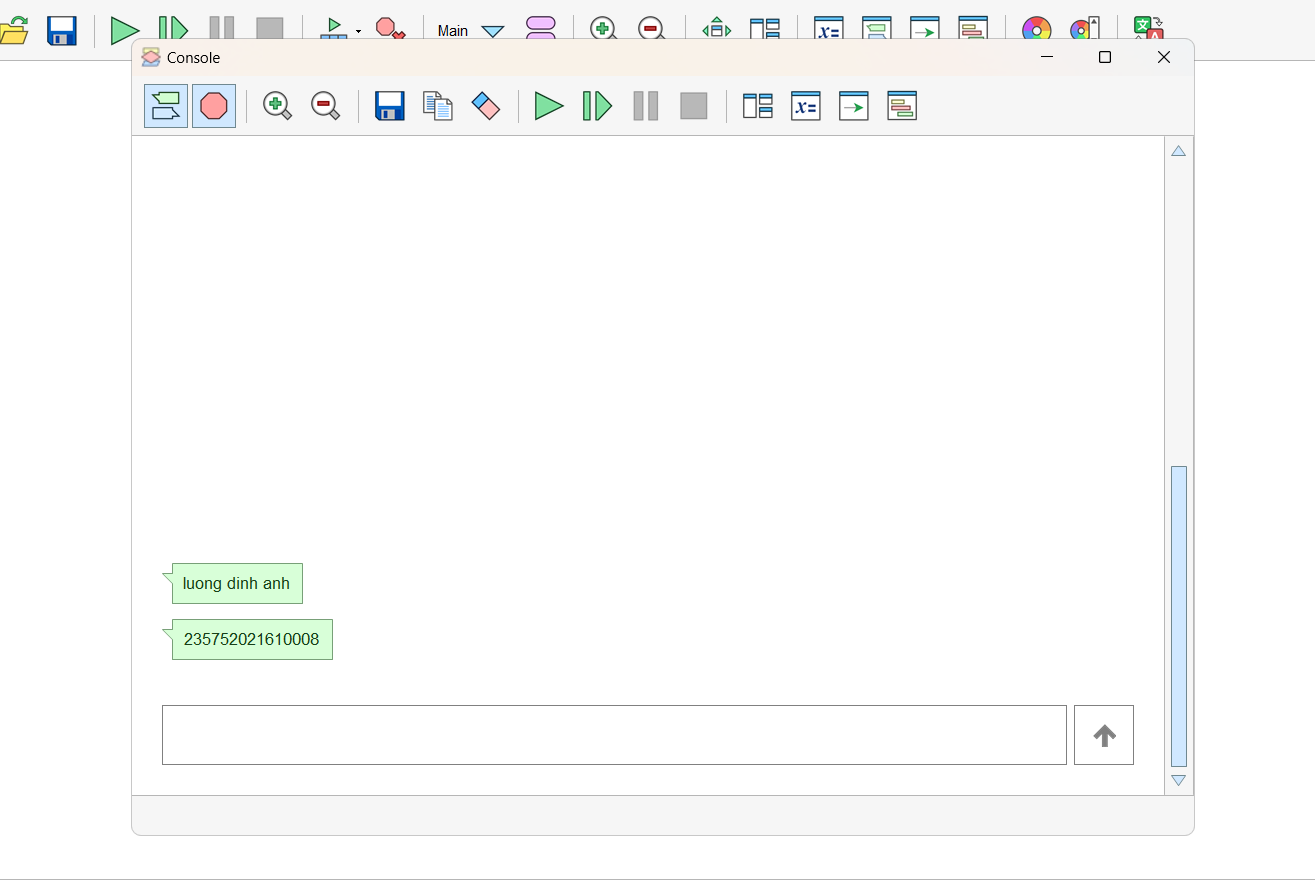 Main
Console
x=
x=
luong dinh anh
235752021610008